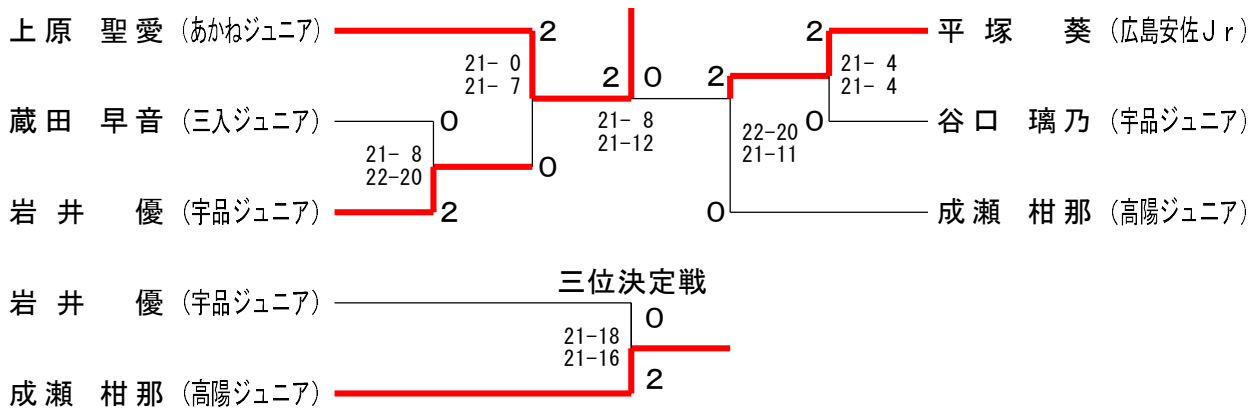 上原 聖愛 (あかねジュニア) 2 2 平塚 葵 (広島安佐Jr)
21- 0
21- 7
2 0 2
21- 4
21- 4
蔵田 早音 (三入ジュニア) 0
21- 8
21-12
22-20
21-11
0 谷口 璃乃 (宇品ジュニア)
21- 8
22-20
0
岩井 優 (宇品ジュニア) 2 0 成瀬 柑那 (高陽ジュニア)
三位決定戦
岩井 優 (宇品ジュニア) 0
21-18
21-16
成瀬 柑那 (高陽ジュニア) 2